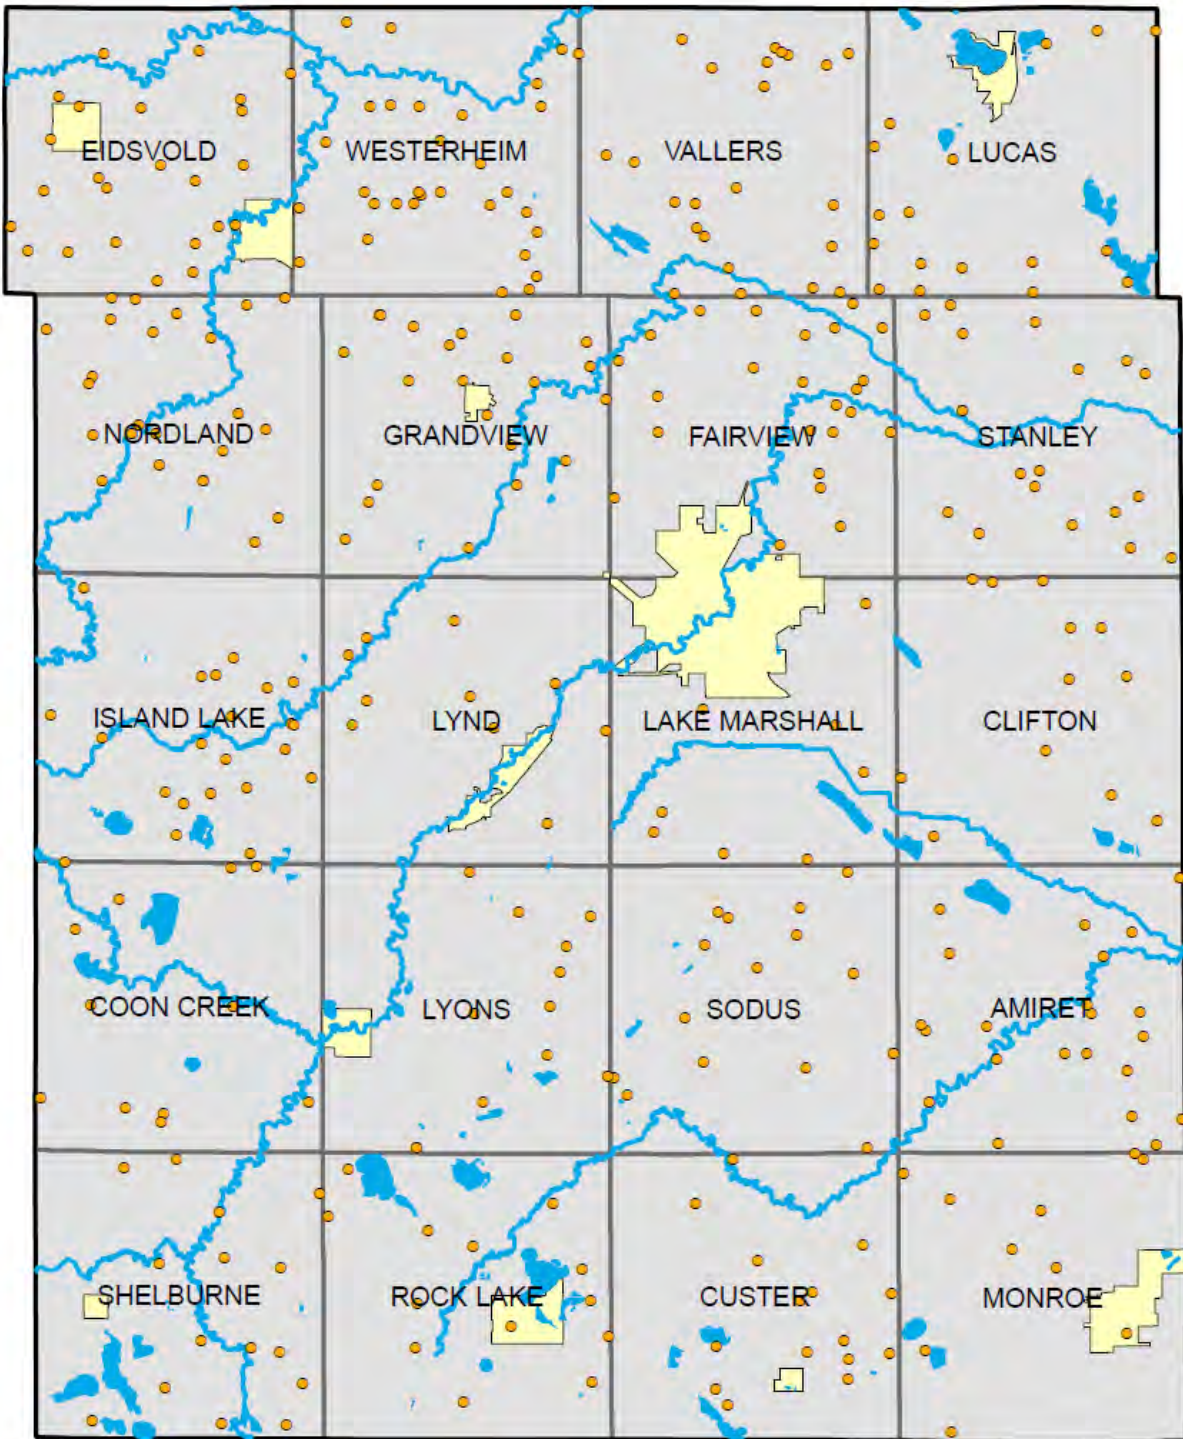 EIDSVOLD
WESTERHEIM
VALLERS
LUCAS
NORDLAND
GRANDVIEW
FAIRVIEW
STANLEY
ISLAND LAKE
LYND
LAKE MARSHALL
CLIFTON
COON CREEK
LYONS
SODUS
AMIRET
SHELBURNE
ROCK LAKE
CUSTER
MONROE